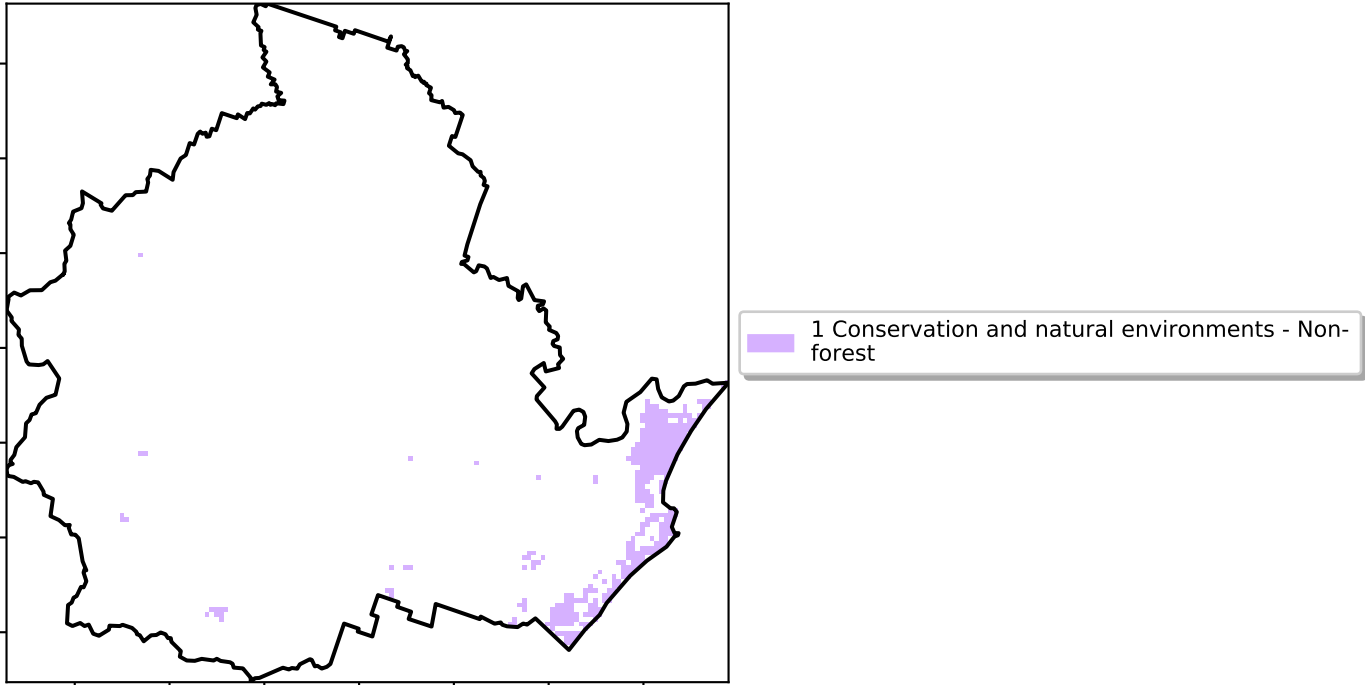 1 Conservation and natural environments - Non-
forest